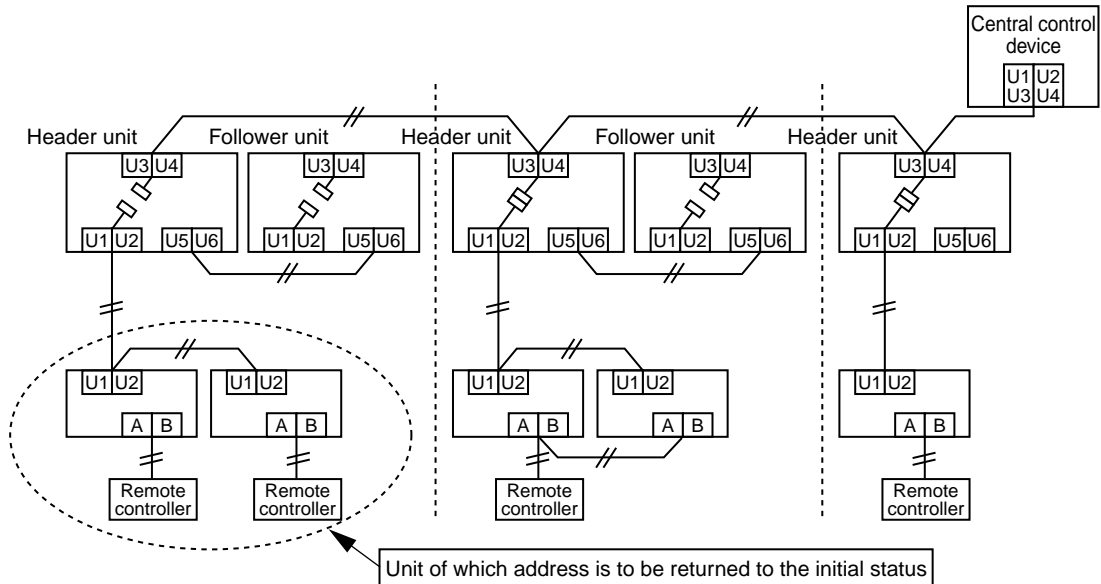 Central control
device
U1 U2
U3 U4
Header unit
Follower unit
Header unit
Follower unit
Header unit
U3 U4
U3 U4
U3 U4
U3 U4
U3 U4
U1 U2
U5 U6
U1 U2
U5 U6
U1 U2
U5 U6
U1 U2
U5 U6
U1 U2
U5 U6
U1 U2
U1 U2
U1 U2
U1 U2
U1 U2
A B
A B
A B
A B
A B
Remote
controller
Remote
controller
Remote
controller
Remote
controller
Unit of which address is to be returned to the initial status